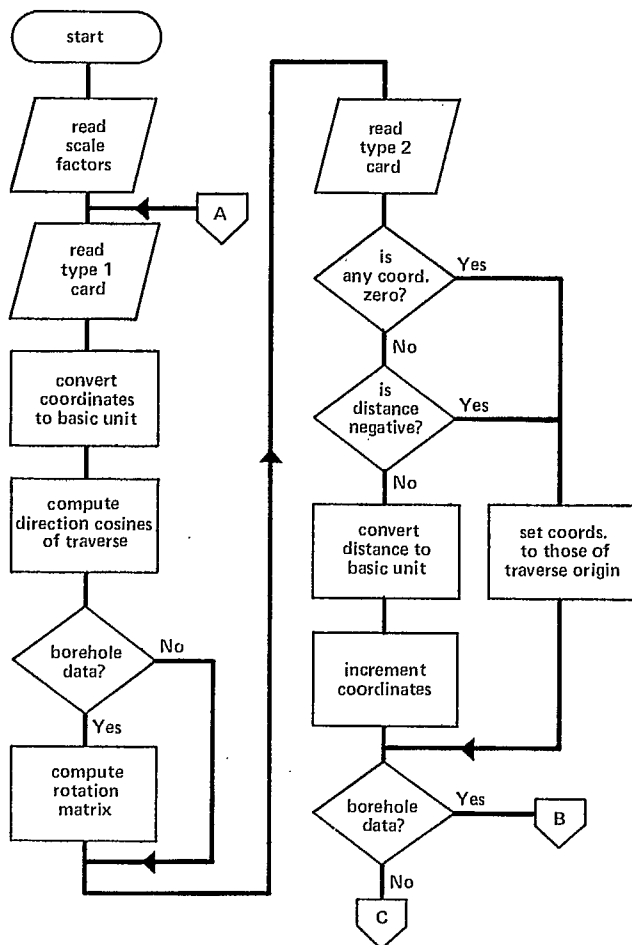 start
read
scale
factors
A
read
type 1
card
convert
coordinates
to basic unit
compute
direction cosines
of traverse
borehole
data?
No
Yes
compute
rotation
matrix
read
type 2
card
is
any coord.
zero?
Yes
No
is
distance
negative?
Yes
No
convert
distance to
basic unit
set coords.
to those of
traverse origin
increment
coordinates
borehole
data?
Yes
B
No
C